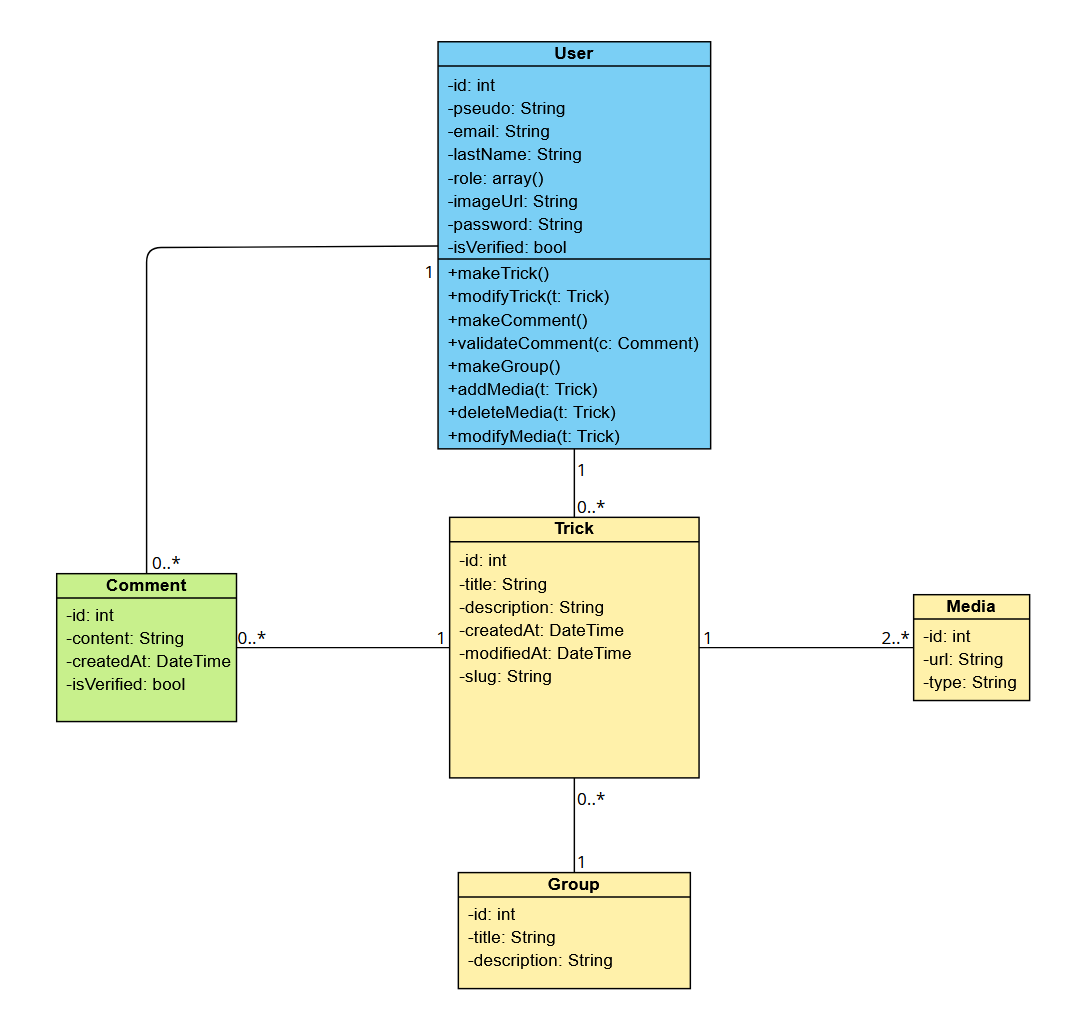 User
-id: int
-pseudo: String
-email: String
-lastName: String
-role: array()
-imageUrl: String
-password: String
-isVerified: bool
1
+makeTrick()
+modifyTrick(t: Trick)
+makeComment()
+validateComment(c: Comment)
+makeGroup()
+addMedia(t: Trick)
+deleteMedia(t: Trick)
+modifyMedia(t: Trick)
1
0..*
Trick
-id: int
-title: String
-description: String
-createdAt: DateTime
-modifiedAt: DateTime
-slug: String
0..*
Comment
-id: int
-content: String
-createdAt: DateTime
-isVerified: bool
0..*
1
1
2..*
Media
-id: int
-url: String
-type: String
0..*
1
Group
-id: int
-title: String
-description: String